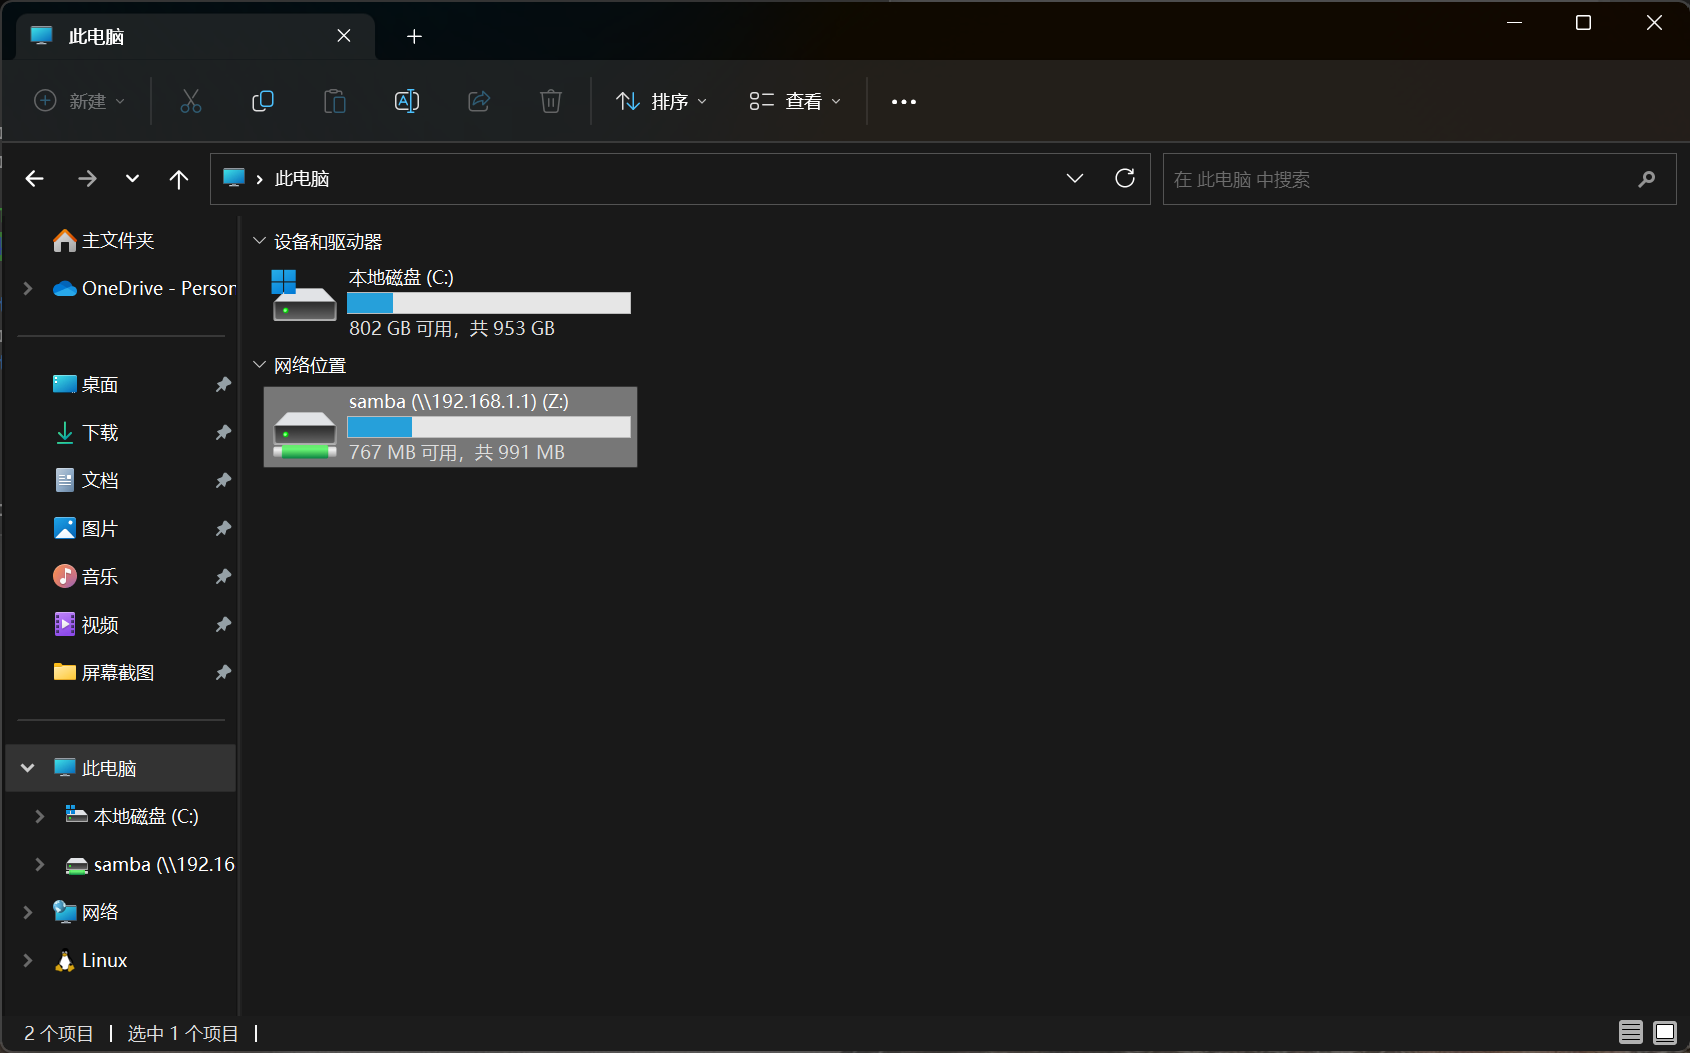 此电脑
新建
排序
查看
此电脑
在 此电脑 中搜索
主文件夹
OneDrive - Person
桌面
下载
文档
图片
音乐
视频
屏幕截图
此电脑
本地磁盘 (C:)
samba (\\192.16
网络
Linux
设备和驱动器
本地磁盘 (C:)
802 GB 可用，共 953 GB
网络位置
samba (\\192.168.1.1) (Z:)
767 MB 可用，共 991 MB
2 个项目
选中 1 个项目